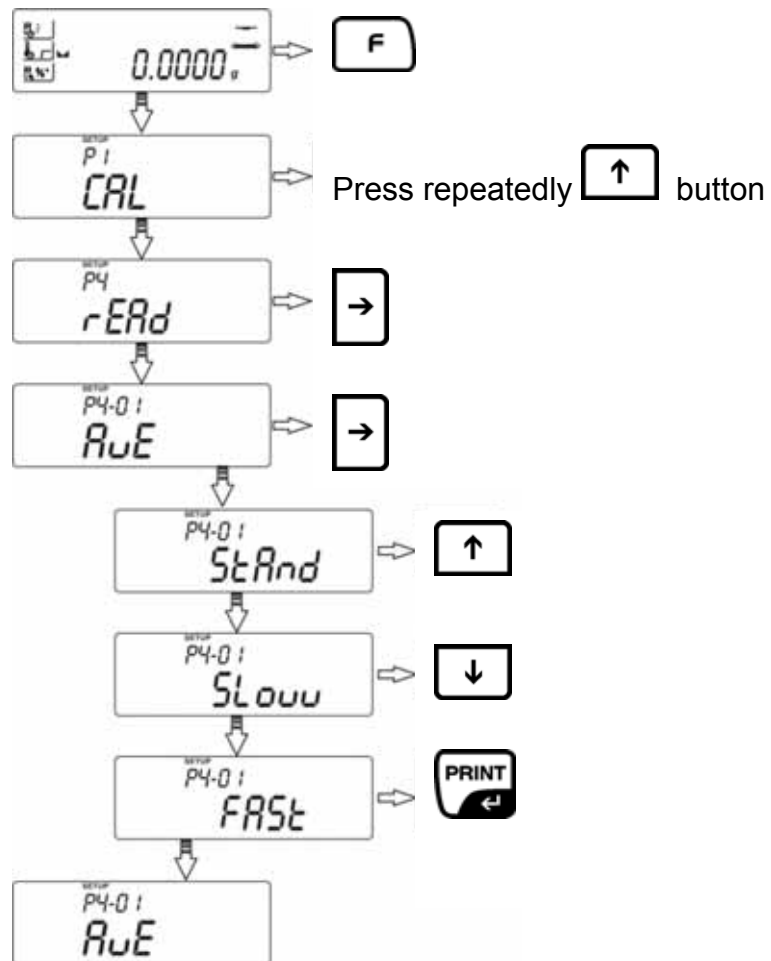 0.0000 g
F
SETUP
P1
CAL
Press repeatedly ↑ button
SETUP
P4
rEAd
→
SETUP
P4-01
AvE
→
SETUP
P4-01
StAnd
↑
SETUP
P4-01
SLouu
↓
SETUP
P4-01
FASt
PRINT
SETUP
P4-01
AvE